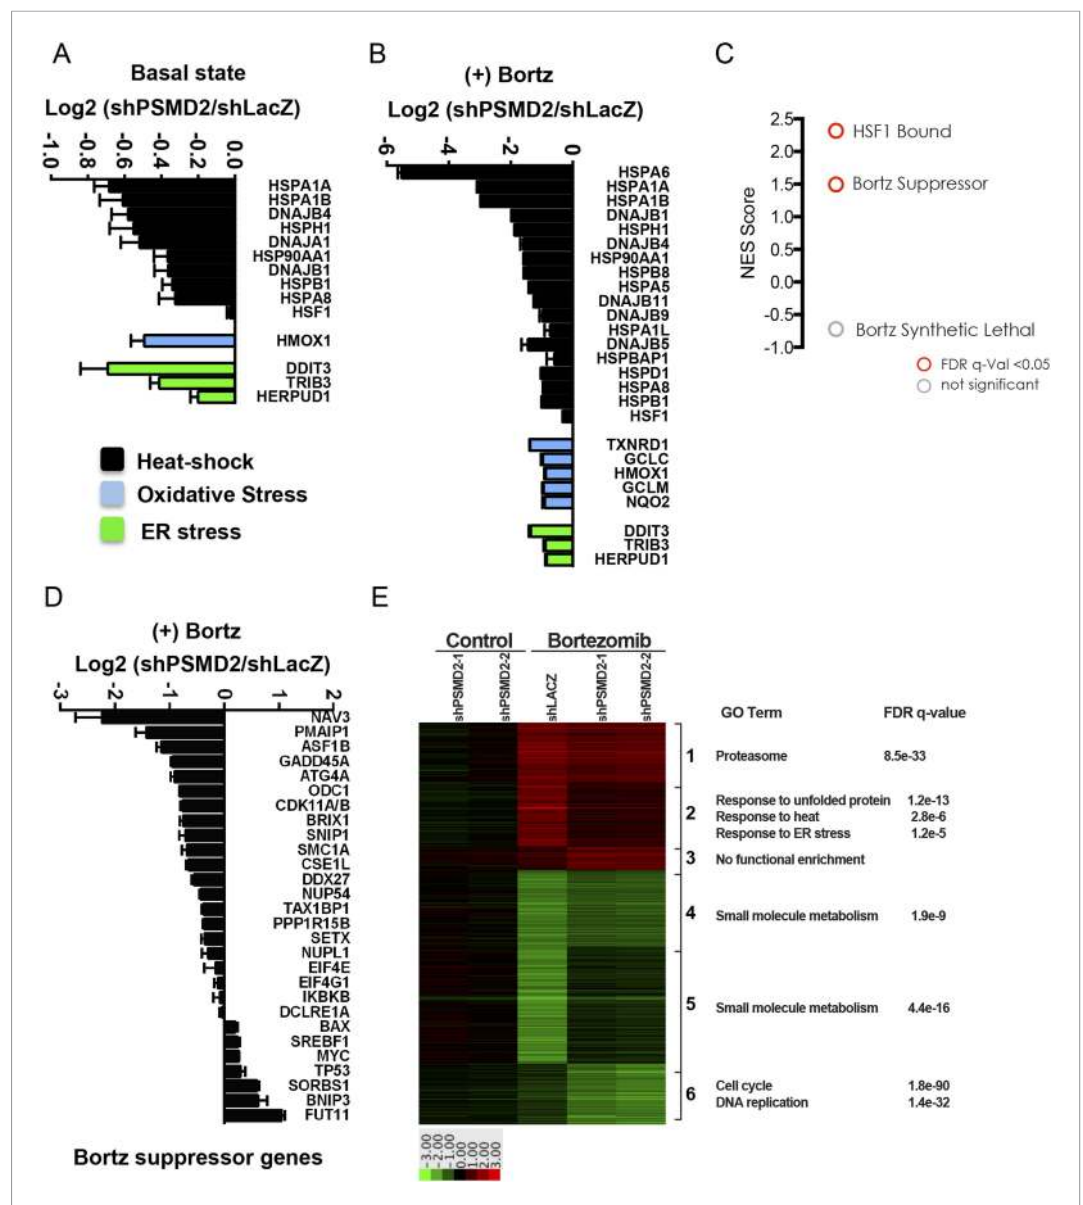 A
Basal state
Log2 (shPSMD2/shLacZ)
-1.0
-0.8
-0.6
-0.4
-0.2
0.0
HSPA1A
HSPA1B
DNAJB4
HSPH1
DNAJA1
HSP90AA1
DNAJB1
HSPB1
HSPA8
HSF1
HMOX1
DDIT3
TRIB3
HERPUD1
Heat-shock
Oxidative Stress
ER stress
B
(+) Bortz
Log2 (shPSMD2/shLacZ)
-6
-4
-2
0
HSPA6
HSPA1A
HSPA1B
DNAJB1
HSPH1
DNAJB4
HSP90AA1
HSPB8
HSPA5
DNAJB11
DNAJB9
HSPA1L
DNAJB5
HSPBAP1
HSPD1
HSPA8
HSPB1
HSF1
TXNRD1
GCLC
HMOX1
GCLM
NQO2
DDIT3
TRIB3
HERPUD1
C
NES Score
2.5
2.0
1.5
1.0
0.5
0.0
-0.5
-1.0
HSF1 Bound
Bortz Suppressor
Bortz Synthetic Lethal
FDR q-Val <0.05
not significant
D
(+) Bortz
Log2 (shPSMD2/shLacZ)
-3
-2
-1
0
1
2
NAV3
PMAIP1
ASF1B
GADD45A
ATG4A
ODC1
CDK11A/B
BRIX1
SNIP1
SMC1A
CSE1L
DDX27
NUP54
TAX1BP1
PPP1R15B
SETX
NUPL1
EIF4E
EIF4G1
IKBKB
DCLRE1A
BAX
SREBF1
MYC
TP53
SORBS1
BNIP3
FUT11
Bortz suppressor genes
E
Control Bortezomib
shPSMD2-1
shPSMD2-2
shLACZ
shPSMD2-1
shPSMD2-2
GO Term FDR q-value
1 Proteasome 8.5e-33
2 Response to unfolded protein 1.2e-13
Response to heat 2.8e-6
Response to ER stress 1.2e-5
3 No functional enrichment
4 Small molecule metabolism 1.9e-9
5 Small molecule metabolism 4.4e-16
6 Cell cycle 1.8e-90
DNA replication 1.4e-32
-3.00
-2.00
-1.00
0.00
1.00
2.00
3.00